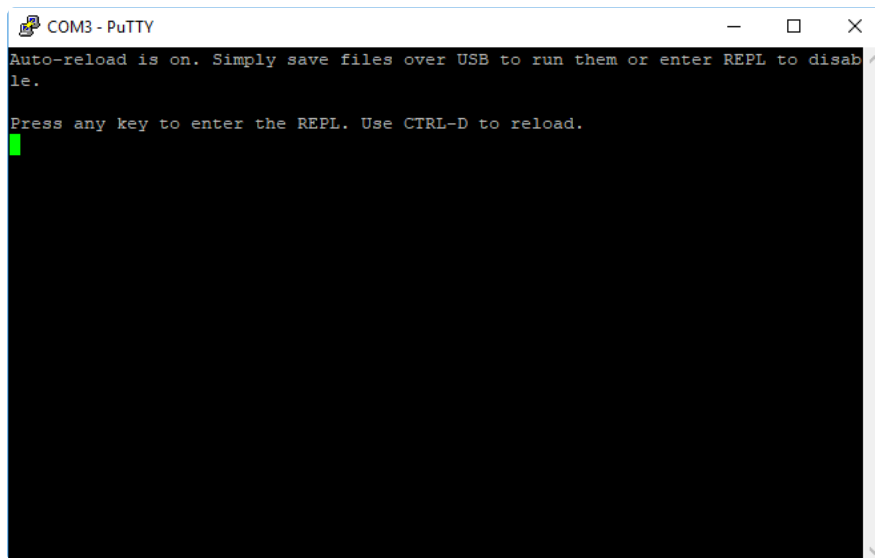 COM3 - PuTTY
Auto-reload is on. Simply save files over USB to run them or enter REPL to disab
le.
Press any key to enter the REPL. Use CTRL-D to reload.